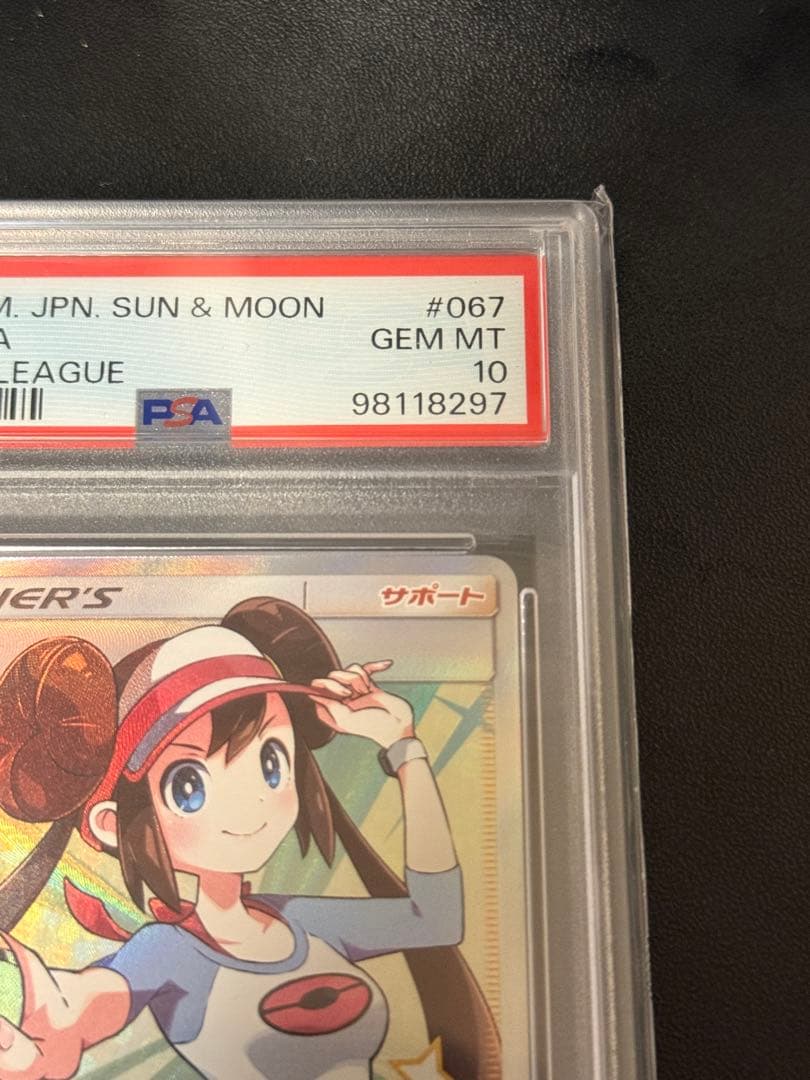 M. JPN. SUN & MOON #067
A GEM MT
LEAGUE 10
PSA 98118297
NER'S サポート